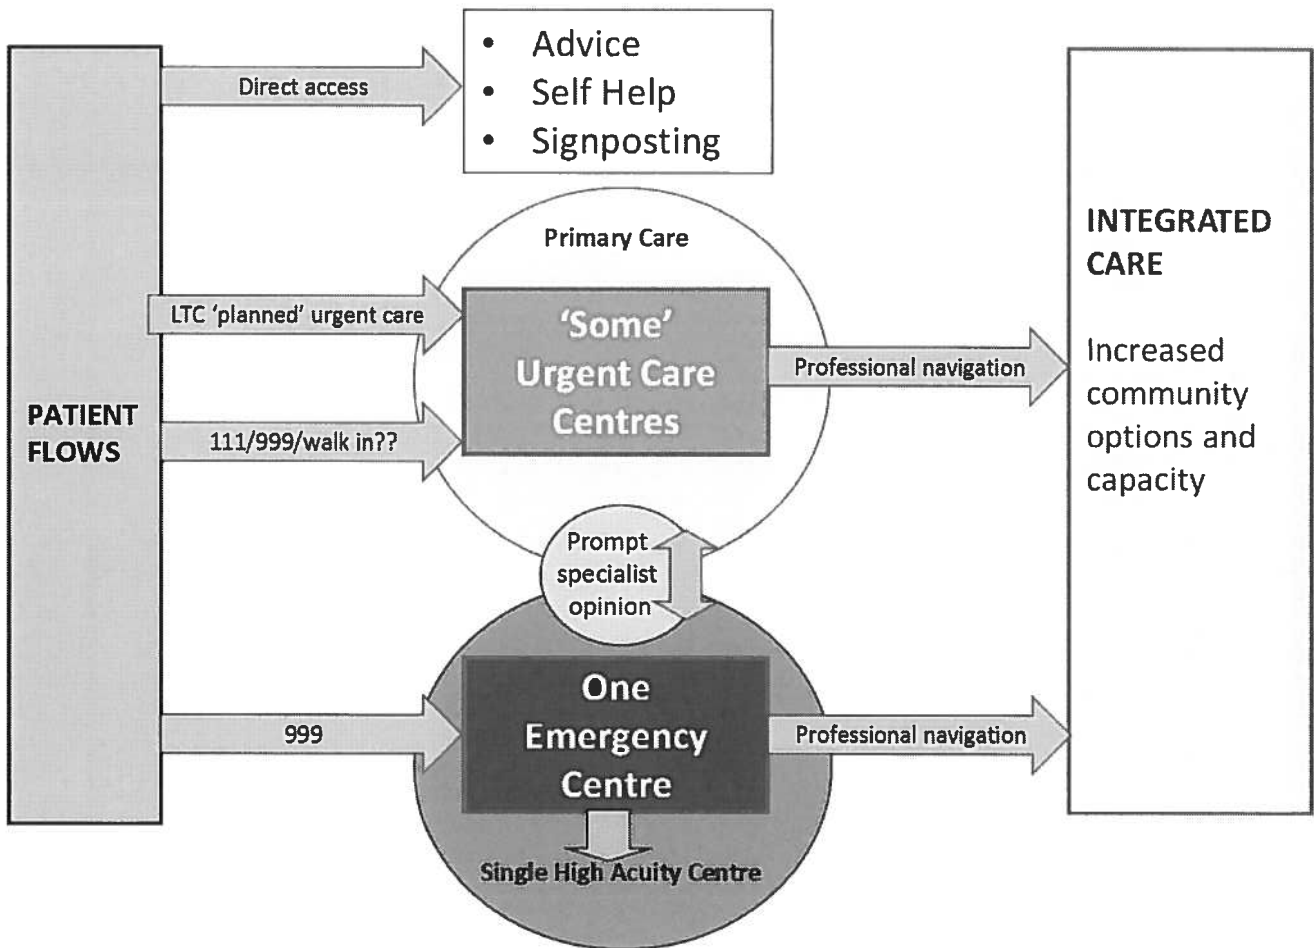 • Advice
• Self Help
• Signposting
Direct access
PATIENT
FLOWS
LTC ‘planned’ urgent care
111/999/walk in??
999
Primary Care
‘Some’
Urgent Care
Centres
Professional navigation
Prompt
specialist
opinion
One
Emergency
Centre
Professional navigation
Single High Acuity Centre
INTEGRATED
CARE
Increased
community
options and
capacity